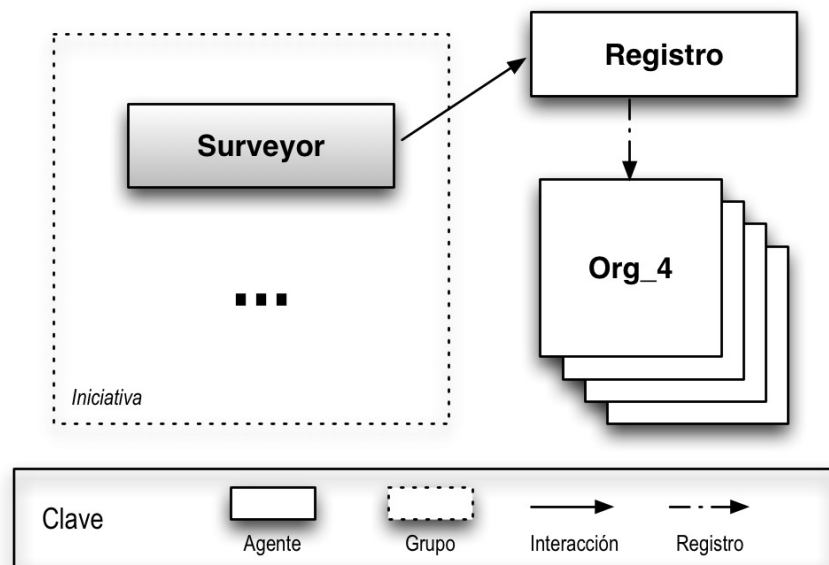 Registro
Surveyor
Org_4
...
Iniciativa
Clave
Agente
Grupo
Interacción
Registro